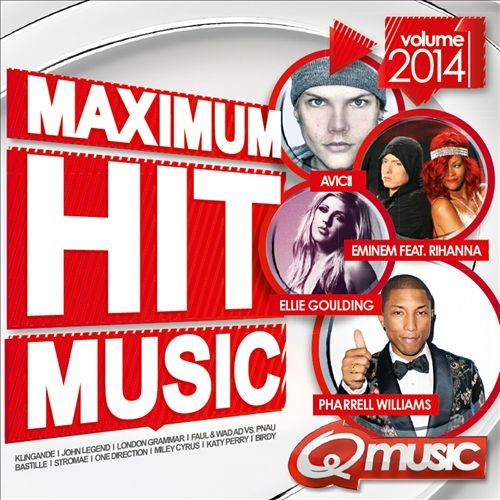 volume
2014
MAXIMUM
HIT
MUSIC
AVICII
EMINEM FEAT. RIHANNA
ELLIE GOULDING
PHARRELL WILLIAMS
KLINGANDE I JOHN LEGEND I LONDON GRAMMAR I FAUL & WAD AD VS. PNAU
BASTILLE I STROMAE I ONE DIRECTION I MILEY CYRUS I KATY PERRY I BIRDY
Q music